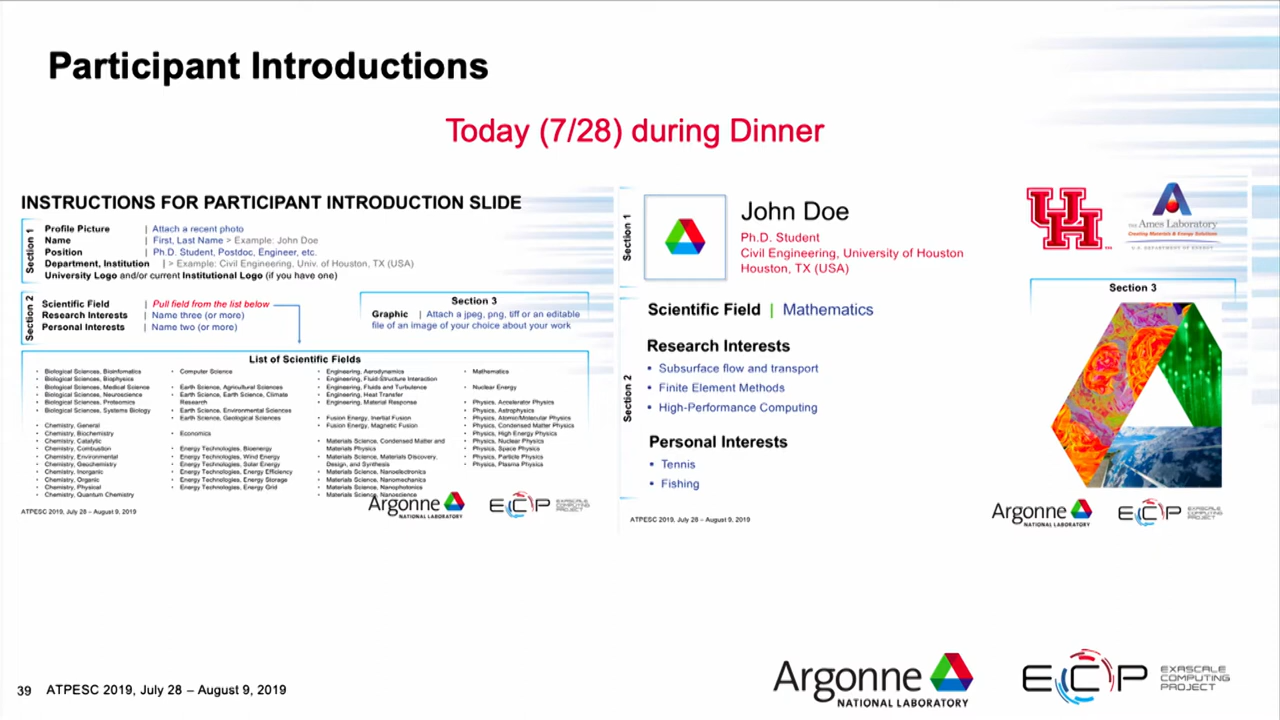 Participant Introductions
Today (7/28) during Dinner
INSTRUCTIONS FOR PARTICIPANT INTRODUCTION SLIDE
Section 1
Profile Picture | Attach a recent photo
Name | First, Last Name > Example: John Doe
Position | Ph.D. Student, Postdoc, Engineer, etc.
Department, Institution | > Example: Civil Engineering, Univ. of Houston, TX (USA)
University Logo and/or current Institutional Logo (if you have one)
Section 2
Scientific Field | Pull field from the list below
Research Interests | Name three (or more)
Personal Interests | Name two (or more)
Section 3
Graphic | Attach a jpeg, png, tiff or an editable
file of an image of your choice about your work
List of Scientific Fields
• Biological Sciences, Bioinfomatics
• Biological Sciences, Biophysics
• Biological Sciences, Medical Science
• Biological Sciences, Neuroscience
• Biological Sciences, Proteomics
• Biological Sciences, Systems Biology
• Chemistry, General
• Chemistry, Biochemistry
• Chemistry, Catalytic
• Chemistry, Combustion
• Chemistry, Environmental
• Chemistry, Geochemistry
• Chemistry, Inorganic
• Chemistry, Organic
• Chemistry, Physical
• Chemistry, Quantum Chemistry
• Computer Science
• Earth Science, Agricultural Sciences
• Earth Science, Earth Science, Climate
Research
• Earth Science, Environmental Sciences
• Earth Science, Geological Sciences
• Economics
• Energy Technologies, Bioenergy
• Energy Technologies, Wind Energy
• Energy Technologies, Solar Energy
• Energy Technologies, Energy Efficiency
• Energy Technologies, Energy Storage
• Energy Technologies, Energy Grid
• Engineering, Aerodynamics
• Engineering, Fluid-Structure Interaction
• Engineering, Fluids and Turbulence
• Engineering, Heat Transfer
• Engineering, Material Response
• Fusion Energy, Inertial Fusion
• Fusion Energy, Magnetic Fusion
• Materials Science, Condensed Matter and
Materials Physics
• Materials Science, Materials Discovery,
Design, and Synthesis
• Materials Science, Nanoelectronics
• Materials Science, Nanomechanics
• Materials Science, Nanophotonics
• Materials Science, Nanoscience
• Mathematics
• Nuclear Energy
• Physics, Accelerator Physics
• Physics, Astrophysics
• Physics, Atomic/Molecular Physics
• Physics, Condensed Matter Physics
• Physics, High Energy Physics
• Physics, Nuclear Physics
• Physics, Space Physics
• Physics, Particle Physics
• Physics, Plasma Physics
ATPESC 2019, July 28 – August 9, 2019
Argonne
NATIONAL LABORATORY
ECP
EXASCALE
COMPUTING
PROJECT
Section 1
John Doe
Ph.D. Student
Civil Engineering, University of Houston
Houston, TX (USA)
UH
THE Ames Laboratory
Creating Materials & Energy Solutions
U.S. DEPARTMENT OF ENERGY
Section 2
Scientific Field | Mathematics
Research Interests
• Subsurface flow and transport
• Finite Element Methods
• High-Performance Computing
Personal Interests
• Tennis
• Fishing
Section 3
ATPESC 2019, July 28 – August 9, 2019
Argonne
NATIONAL LABORATORY
ECP
EXASCALE
COMPUTING
PROJECT
39 ATPESC 2019, July 28 – August 9, 2019
Argonne
NATIONAL LABORATORY
ECP
EXASCALE
COMPUTING
PROJECT